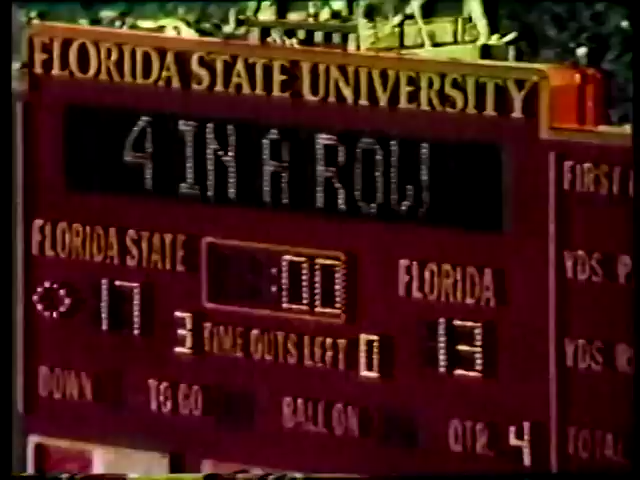 FLORIDA STATE UNIVERSITY
4 IN A ROW
FIRST
FLORIDA STATE :00 FLORIDA
YDS P
17 13
3 TIME OUTS LEFT 0
YDS R
DOWN TO GO BALL ON QTR. 4
TOTAL